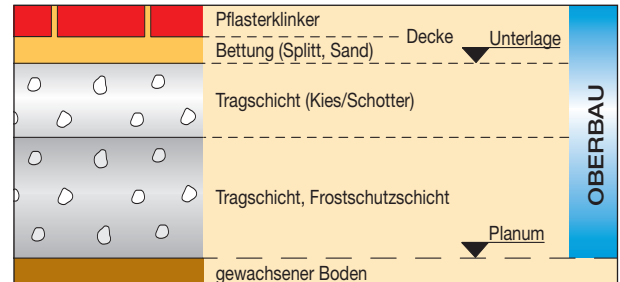 Pflasterklinker
Decke
Unterlage
Bettung (Splitt, Sand)
Tragschicht (Kies/Schotter)
OBERBAU
Tragschicht, Frostschutzschicht
Planum
gewachsener Boden